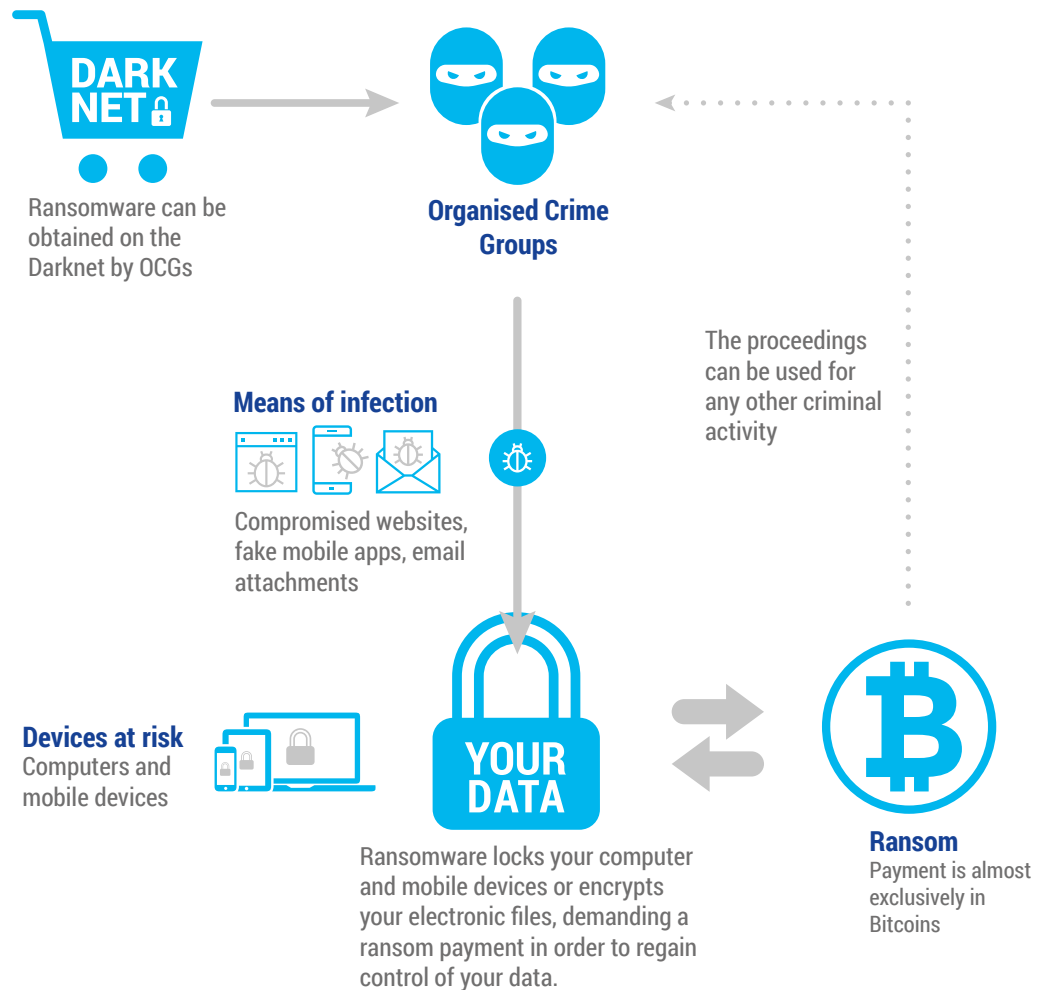 DARK
NET
Ransomware can be
obtained on the
Darknet by OCGs
Organised Crime
Groups
The proceedings
can be used for
any other criminal
activity
Means of infection
Compromised websites,
fake mobile apps, email
attachments
Devices at risk
Computers and
mobile devices
YOUR
DATA
Ransomware locks your computer
and mobile devices or encrypts
your electronic files, demanding a
ransom payment in order to regain
control of your data.
Ransom
Payment is almost
exclusively in
Bitcoins